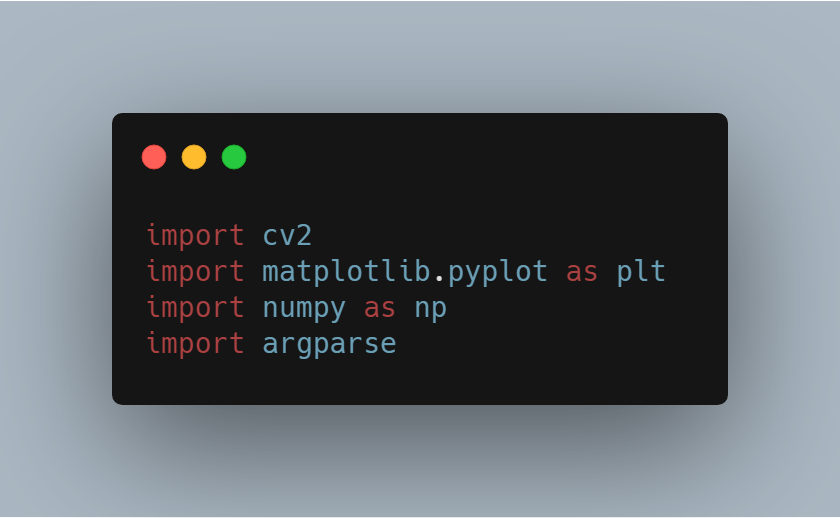 import cv2
import matplotlib.pyplot as plt
import numpy as np
import argparse